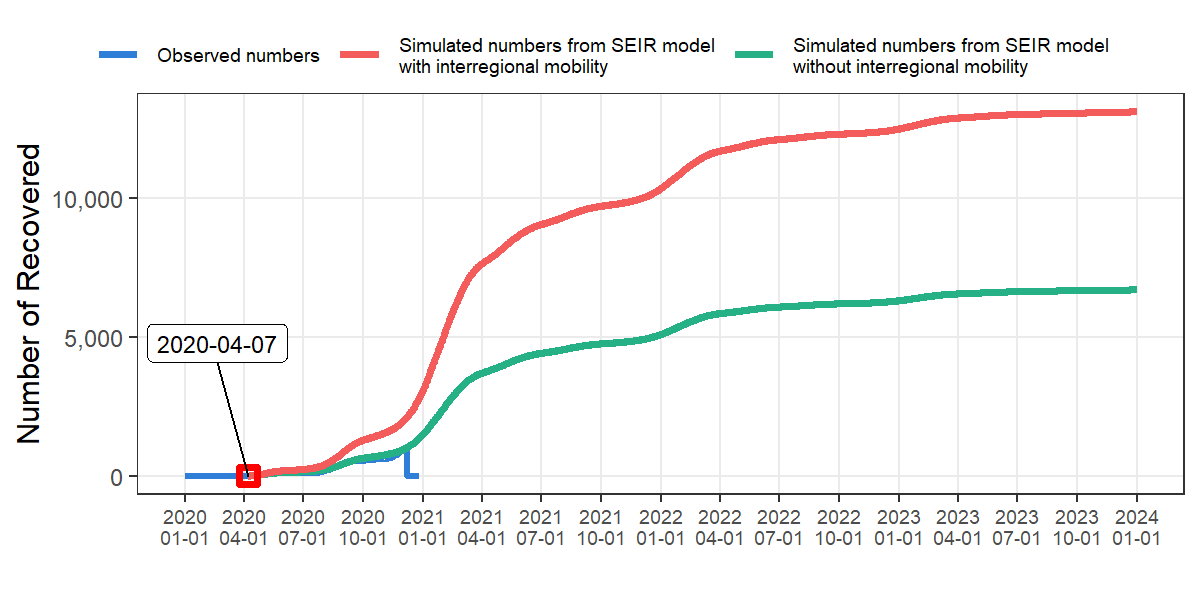 Observed numbers
Simulated numbers from SEIR model
with interregional mobility
Simulated numbers from SEIR model
without interregional mobility
Number of Recovered
10,000
5,000
0
2020-04-07
2020 2020 2020 2020 2021 2021 2021 2021 2022 2022 2022 2022 2023 2023 2023 2023 2024
01-01 04-01 07-01 10-01 01-01 04-01 07-01 10-01 01-01 04-01 07-01 10-01 01-01 04-01 07-01 10-01 01-01